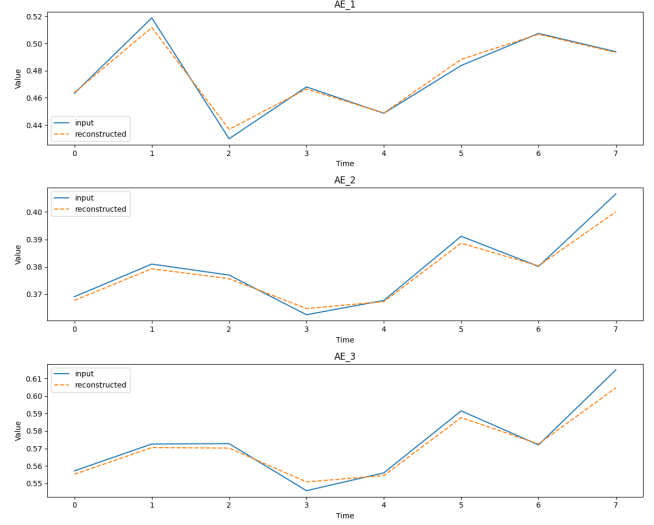 AE_1
0.52
0.50
0.48
0.46
0.44
Value
input
reconstructed
0 1 2 3 4 5 6 7
Time
AE_2
0.40
0.39
0.38
0.37
Value
input
reconstructed
0 1 2 3 4 5 6 7
Time
AE_3
0.61
0.60
0.59
0.58
0.57
0.56
0.55
Value
input
reconstructed
0 1 2 3 4 5 6 7
Time